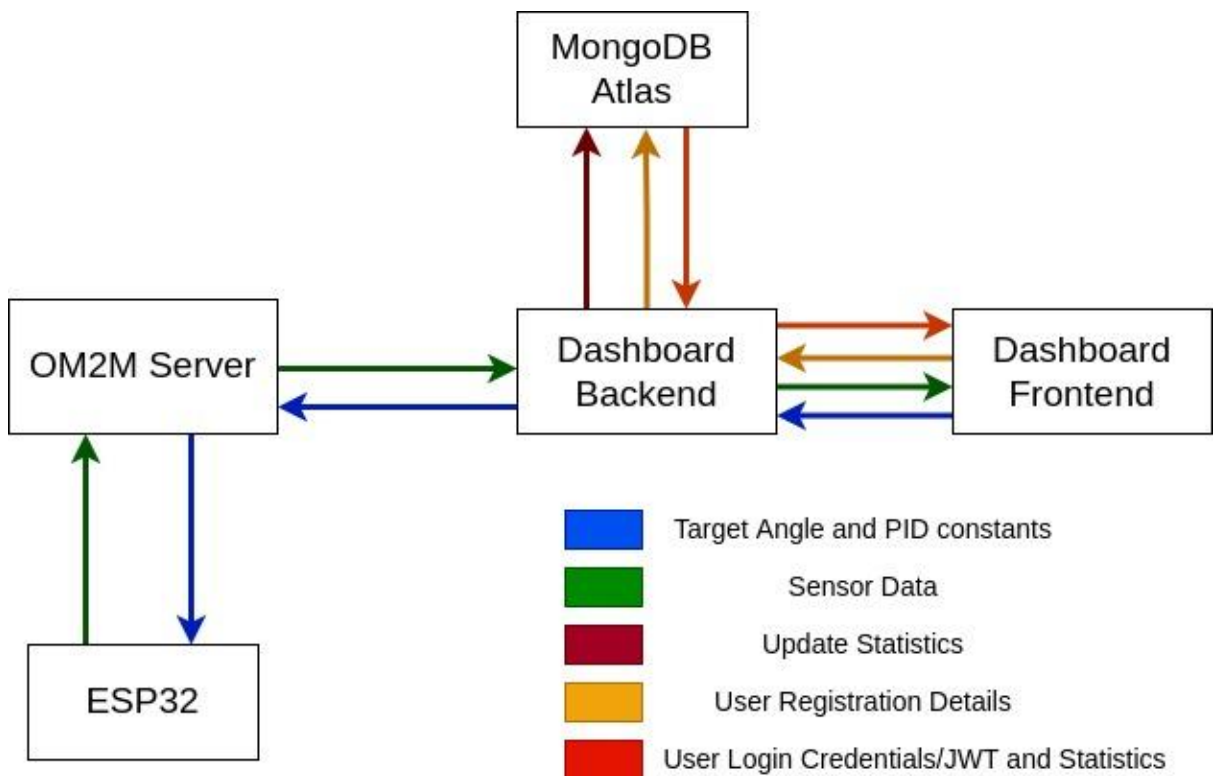 MongoDB
Atlas
OM2M Server
Dashboard
Backend
Dashboard
Frontend
ESP32
Target Angle and PID constants
Sensor Data
Update Statistics
User Registration Details
User Login Credentials/JWT and Statistics